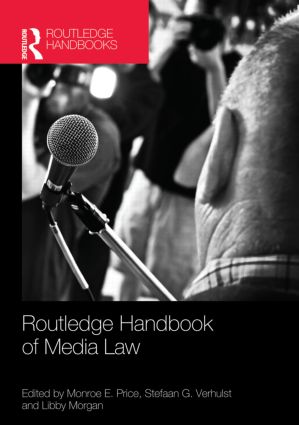 ROUTLEDGE
HANDBOOKS
Routledge Handbook
of Media Law
Edited by Monroe E. Price, Stefaan G. Verhulst
and Libby Morgan